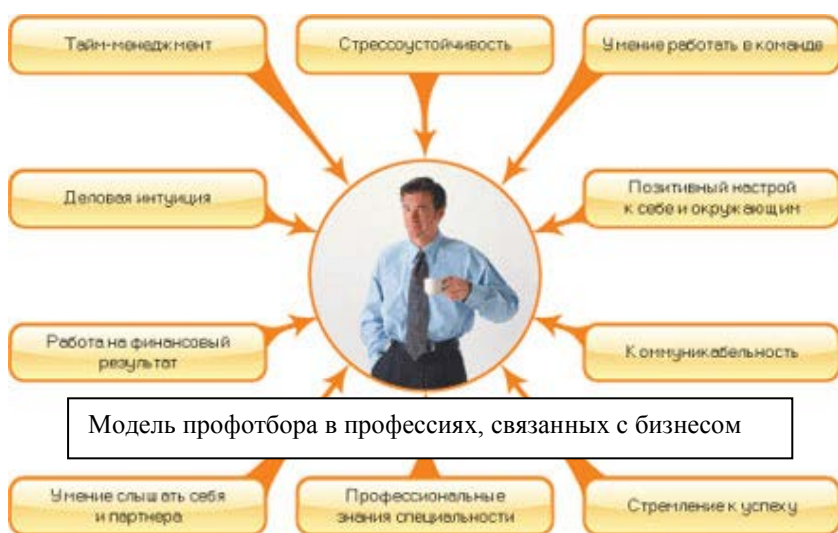 Тайм-менеджмент
Стрессоустойчивость
Умение работать в команде
Деловая интуиция
Позитивный настрой
к себе и окружающим
Работа на финансовый
результат
Коммуникабельность
Модель профотбора в профессиях, связанных с бизнесом
Умение слышать себя
и партнера
Профессиональные
знания специальности
Стремление к успеху